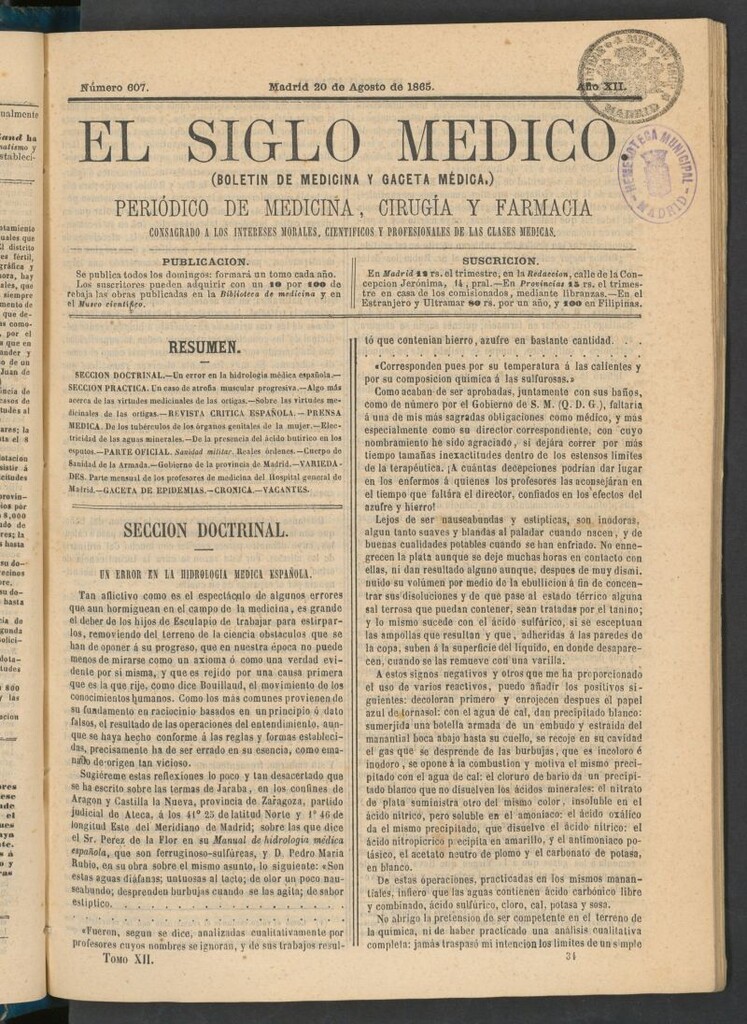 Número 607.
Madrid 20 de Agosto de 1865.
Año XII.
EL SIGLO MEDICO
(BOLETIN DE MEDICINA Y GACETA MÉDICA.)
PERIÓDICO DE MEDICINA, CIRUGÍA Y FARMACIA
CONSAGRADO A LOS INTERESES MORALES, CIENTIFICOS Y PROFESIONALES DE LAS CLASES MEDICAS.
HEMEROTECA MUNICIPAL
MADRID
MADRID
PUBLICACION.
Se publica todos los domingos: formará un tomo cada año.
Los suscritores pueden adquirir con un 10 por 100 de
rebaja las obras publicadas en la Biblioteca de medicina y en
el Museo científico.
SUSCRICION.
En Madrid 12 rs. el trimestre, en la Redaccion, calle de la Con-
cepcion Jerónima, 14, pral.—En Provincias 15 rs. el trimes-
tre en casa de los comisionados, mediante libranzas.—En el
Estranjero y Ultramar 80 rs. por un año, y 100 en Filipinas.
RESUMEN.
SECCION DOCTRINAL.—Un error en la hidrología médica española.—
SECCION PRACTICA. Un caso de atrofia muscular progresiva.—Algo más
acerca de las virtudes medicinales de las ortigas.—Sobre las virtudes me-
dicinales de las ortigas.—REVISTA CRITICA ESPAÑOLA.—PRENSA
MEDICA. De los tubérculos de los órganos genitales de la mujer.—Elec-
tricidad de las aguas minerales.—De la presencia del ácido butírico en los
esputos.—PARTE OFICIAL. Sanidad militar. Reales órdenes.—Cuerpo de
Sanidad de la Armada.—Gobierno de la provincia de Madrid.—VARIEDA-
DES. Parte mensual de los profesores de medicina del Hospital general de
Madrid.—GACETA DE EPIDEMIAS.—CRONICA.—VACANTES.
SECCION DOCTRINAL.
UN ERROR EN LA HIDROLOGIA MEDICA ESPAÑOLA.
Tan aflictivo como es el espectáculo de algunos errores
que aun hormiguean en el campo de la medicina, es grande
el deber de los hijos de Esculapio de trabajar para estirpar-
los, removiendo del terreno de la ciencia obstáculos que se
han de oponer á su progreso, que en nuestra época no puede
menos de mirarse como un axioma ó como una verdad evi-
dente por sí misma, y que es rejido por una causa primera
que es la que rije, como dice Bouillaud, el movimiento de los
conocimientos humanos. Como los más comunes provienen de
su fundamento en raciocinio basados en un principio ó dato
falsos, el resultado de las operaciones del entendimiento, aun-
que se haya hecho conforme á las reglas y formas estableci-
das, precisamente ha de ser errado en su esencia, como ema-
nado de origen tan vicioso.
Sugiéreme estas reflexiones lo poco y tan desacertado que
se ha escrito sobre las termas de Jaraba, en los confines de
Aragon y Castilla la Nueva, provincia de Zaragoza, partido
judicial de Ateca, á los 41° 25 de latitud Norte y 1° 46 de
longitud Este del Meridiano de Madrid; sobre las que dice
el Sr. Perez de la Flor en su Manual de hidrología médica
española, que son ferruginoso-sulfúreas, y D. Pedro María
Rubio, en su obra sobre el mismo asunto, lo siguiente: «Son
estas aguas diáfanas; untuosas al tacto; de olor un poco nau-
seabundo; desprenden burbujas cuando se las agita; de sabor
estíptico.
«Fueron, segun se dice, analizadas cualitativamente por
profesores cuyos nombres se ignoran, y de sus trabajos resul-
TOMO XII.
tó que contenian hierro, azufre en bastante cantidad. . . .
«Corresponden pues por su temperatura á las calientes y
por su composicion química á las sulfurosas.»
Como acaban de ser aprobadas, juntamente con sus baños,
como de número por el Gobierno de S. M. (Q. D. G.), faltaria
á una de mis más sagradas obligaciones como médico, y más
especialmente como su director correspondiente, con cuyo
nombramiento he sido agraciado, si dejára correr por más
tiempo tamañas inexactitudes dentro de los estensos límites
de la terapéutica. ¡A cuántas decepciones podrian dar lugar
en los enfermos á quienes los profesores las aconsejáran en
el tiempo que faltára el director, confiados en los efectos del
azufre y hierro!
Lejos de ser nauseabundas y estípticas, son inodoras,
algun tanto suaves y blandas al paladar cuando nacen, y de
buenas cualidades potables cuando se han enfriado. No enne-
grecen la plata aunque se deje muchas horas en contacto con
ellas, ni dan resultado alguno aunque, despues de muy dismi-
nuido su volúmen por medio de la ebullicion á fin de concen-
trar sus disoluciones y de que pase al estado térrico alguna
sal terrosa que puedan contener, sean tratadas por el tanino;
y lo mismo sucede con el ácido sulfúrico, si se esceptuan
las ampollas que resultan y que, adheridas á las paredes de
la copa, suben á la superficie del líquido, en donde desapare-
cen, cuando se las remueve con una varilla.
A estos signos negativos y otros que me ha proporcionado
el uso de varios reactivos, puedo añadir los positivos si-
guientes: decoloran primero y enrojecen despues el papel
azul de tornasol: con el agua de cal, dan precipitado blanco:
sumerjida una botella armada de un embudo y estraida del
manantial boca abajo hasta su cuello, se recoje en su cavidad
el gas que se desprende de las burbujas, que es incoloro é
inodoro, se opone á la combustion y motiva el mismo preci-
pitado con el agua de cal: el cloruro de bario da un precipi-
tado blanco que no disuelven los ácidos minerales: el nitrato
de plata suministra otro del mismo color, insoluble en el
ácido nítrico, pero soluble en el amoniaco: el ácido oxálico
da el mismo precipitado, que disuelve el ácido nítrico: el
ácido nitropícrico precipita en amarillo, y el antimoniaco po-
tásico, el acetato neutro de plomo y el carbonato de potasa,
en blanco.
De estas operaciones, practicadas en los mismos manan-
tiales, infiero que las aguas contienen ácido carbónico libre
y combinado, ácido sulfúrico, cloro, cal, potasa y sosa.
No abrigo la pretension de ser competente en el terreno de
la química, ni de haber practicado una análisis cualitativa
completa: jamás traspasó mi intencion los límites de un simple
34